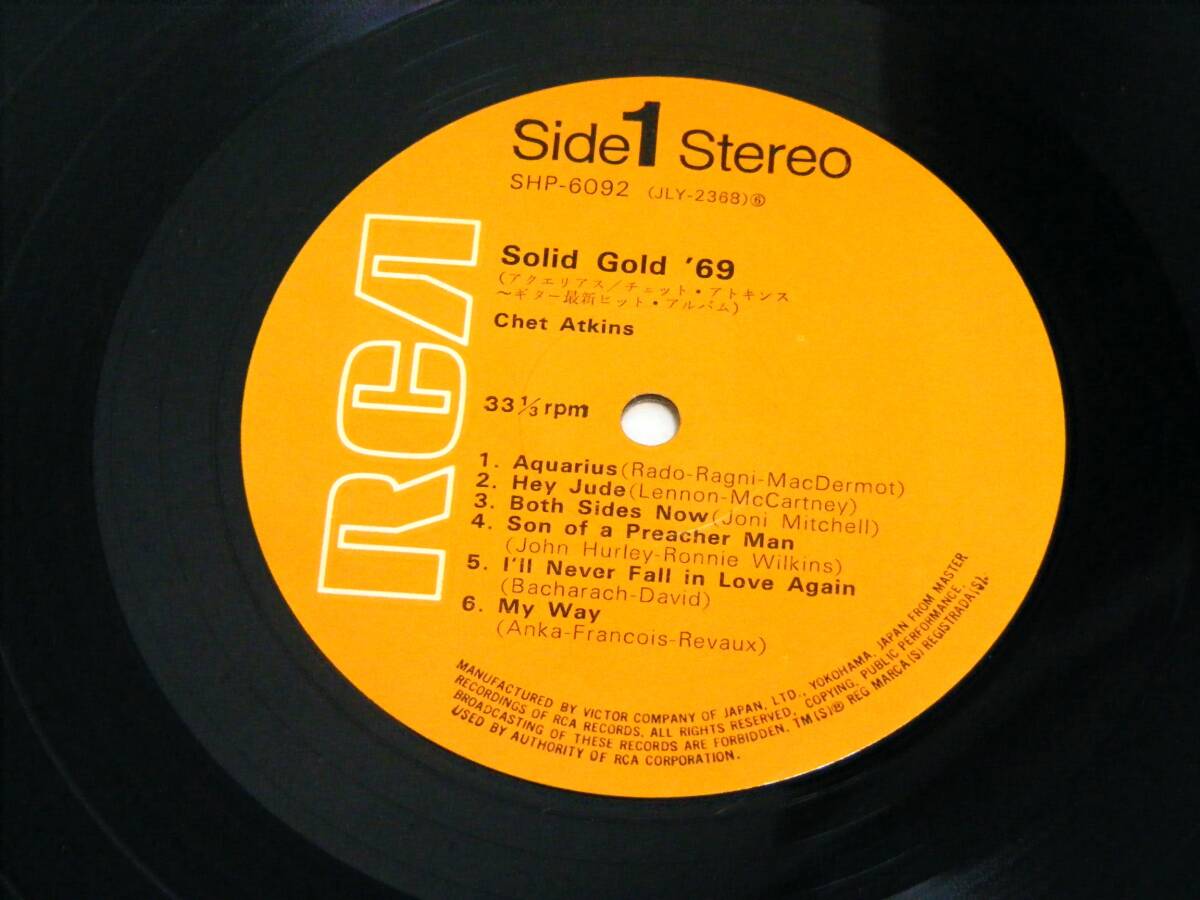 Side 1 Stereo
SHP-6092 (JLY-2368)⑥
RCA
Solid Gold '69
(アクエリアス/チェット・アトキンス
〜ギター最新ヒット・アルバム)
Chet Atkins
33 1/3 rpm
1. Aquarius (Rado-Ragni-MacDermot)
2. Hey Jude (Lennon-McCartney)
3. Both Sides Now (Joni Mitchell)
4. Son of a Preacher Man
(John Hurley-Ronnie Wilkins)
5. I'll Never Fall in Love Again
(Bacharach-David)
6. My Way
(Anka-Francois-Revaux)
MANUFACTURED BY VICTOR COMPANY OF JAPAN, LTD., YOKOHAMA, JAPAN FROM MASTER
RECORDINGS OF RCA RECORDS. ALL RIGHTS RESERVED, COPYING, PUBLIC PERFORMANCE,
BROADCASTING OF THESE RECORDS ARE FORBIDDEN. TM(S)® REG MARCA(S) REGISTRADA(S).
USED BY AUTHORITY OF RCA CORPORATION.